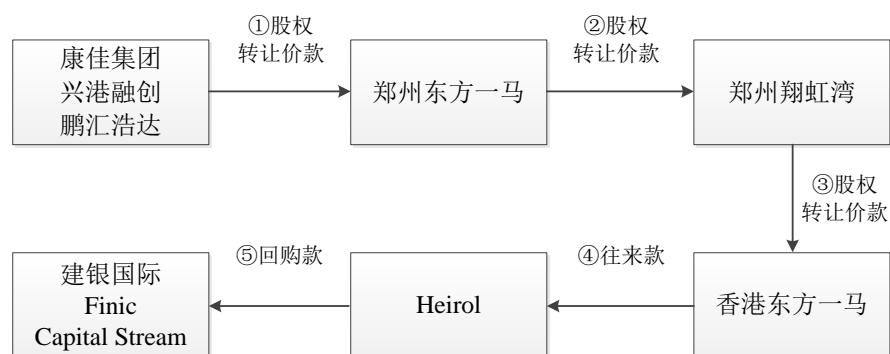 康佳集团
兴港融创
鹏汇浩达
①股权
转让价款
郑州东方一马
②股权
转让价款
郑州翔虹湾
③股权
转让价款
香港东方一马
④往来款
Heirol
⑤回购款
建银国际
Finic
Capital Stream